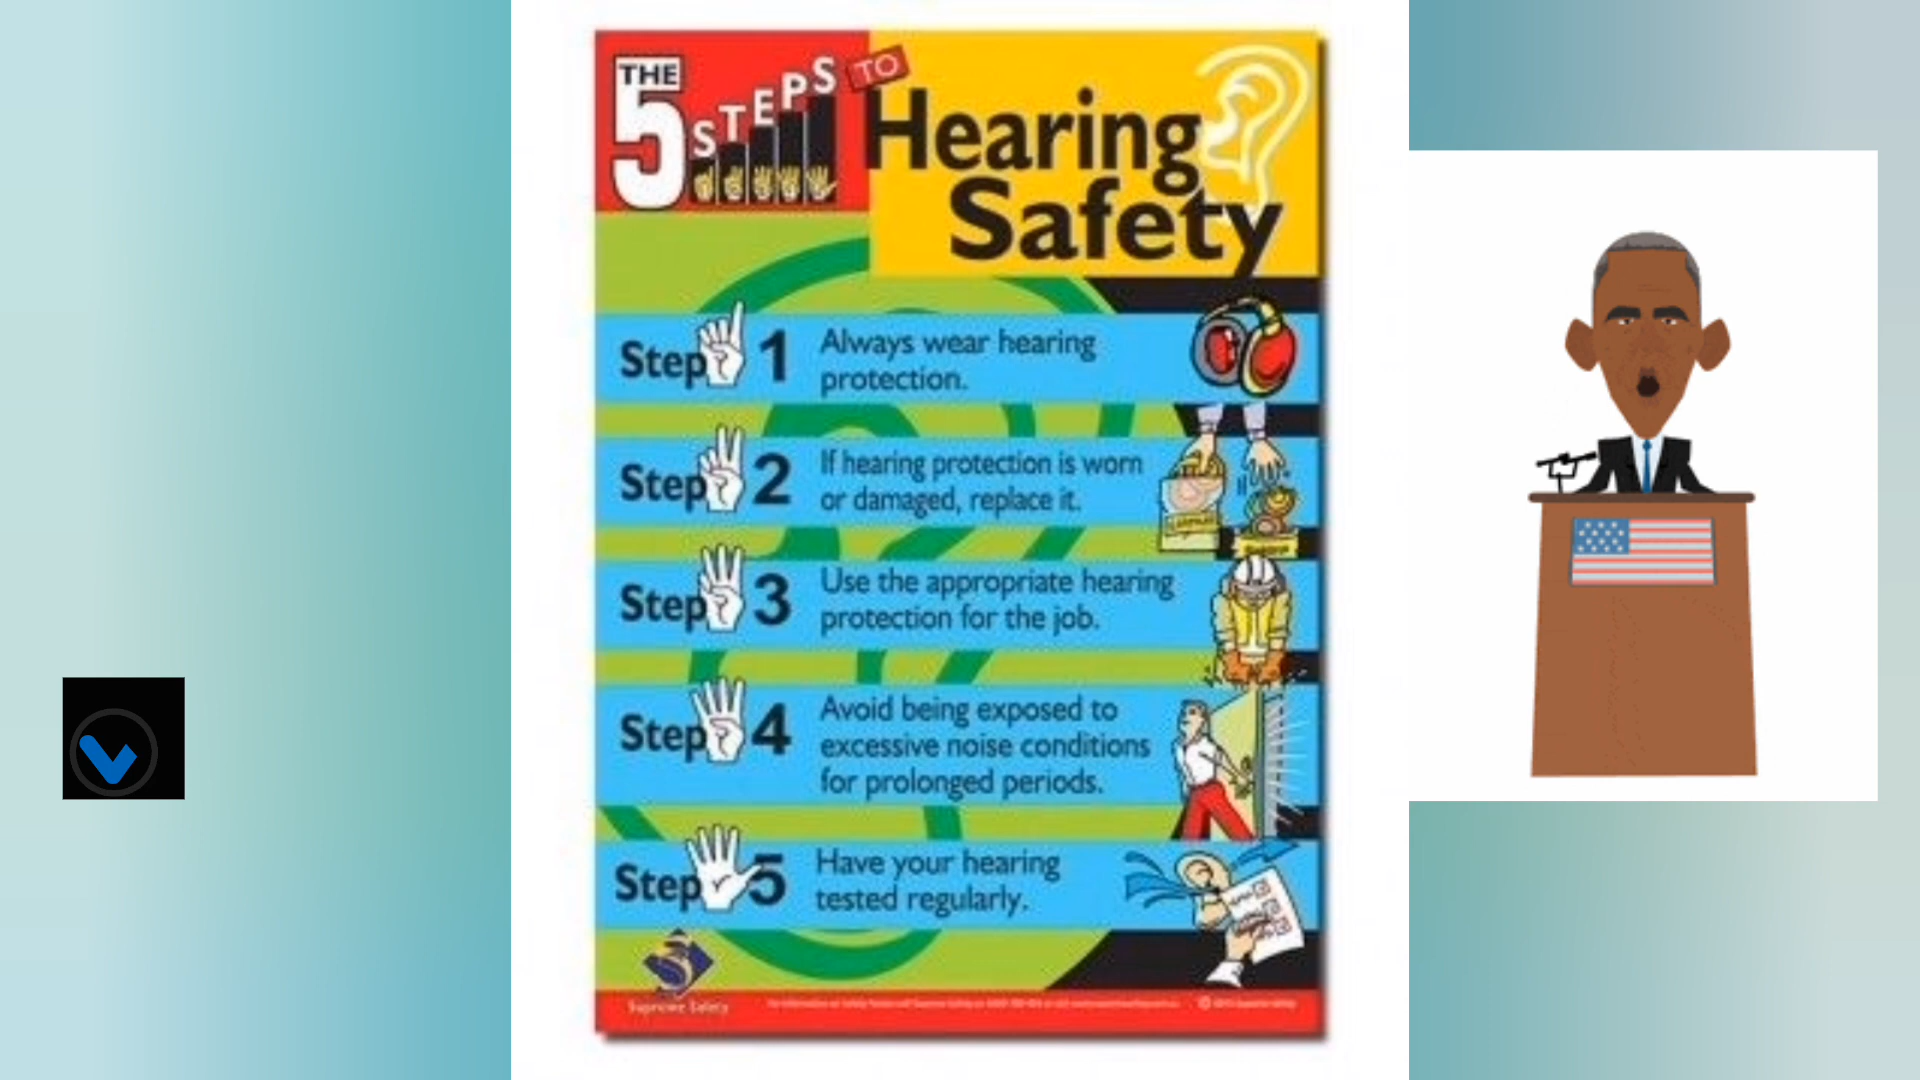 THE
5 STEPS TO
Hearing
Safety
Step 1
Always wear hearing
protection.
Step 2
If hearing protection is worn
or damaged, replace it.
Step 3
Use the appropriate hearing
protection for the job.
Step 4
Avoid being exposed to
excessive noise conditions
for prolonged periods.
Step 5
Have your hearing
tested regularly.
Supreme Safety